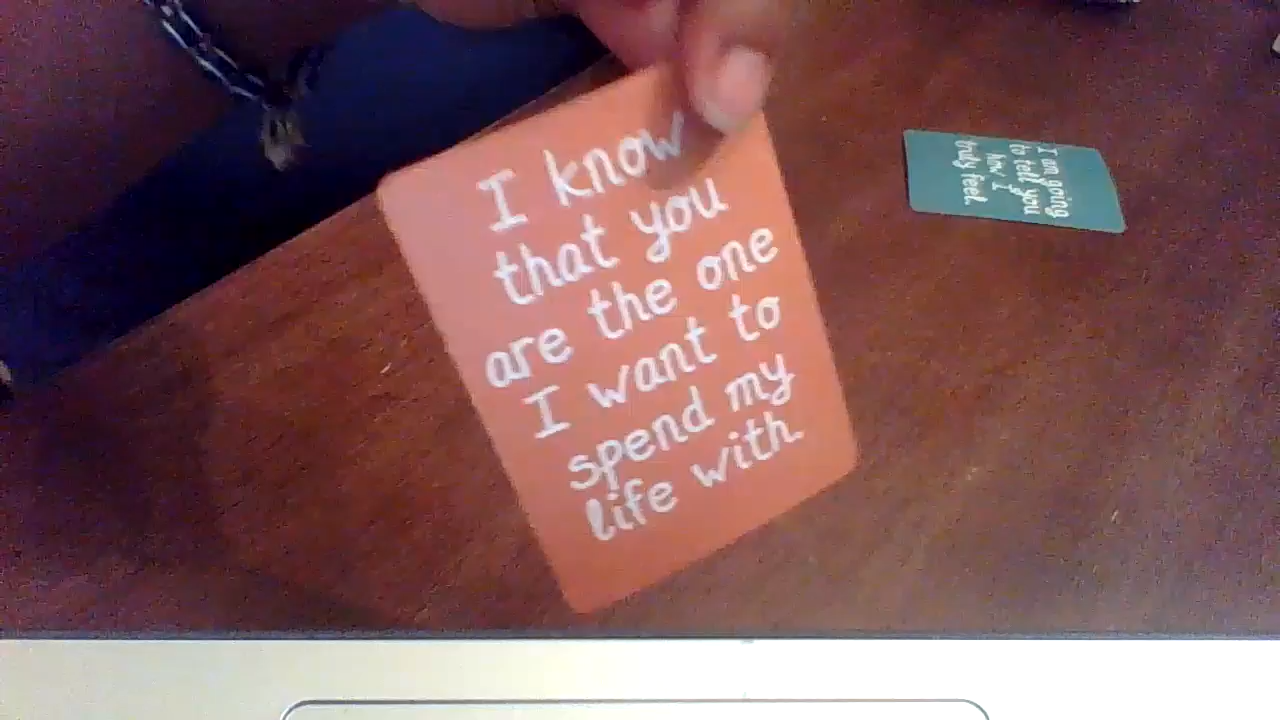 I know
that you
are the one
I want to
spend my
life with.
I am going
to tell you
how I
truly feel.